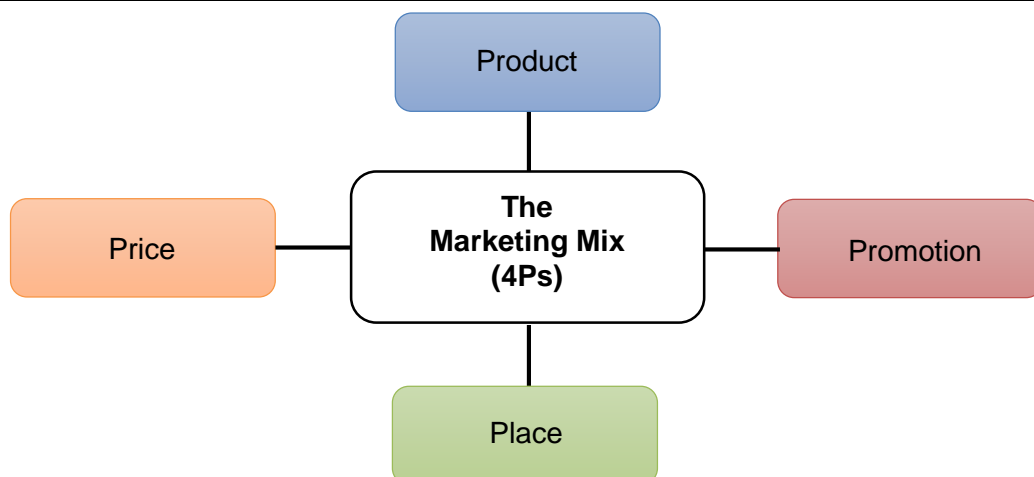 Product
The
Marketing Mix
(4Ps)
Price
Promotion
Place